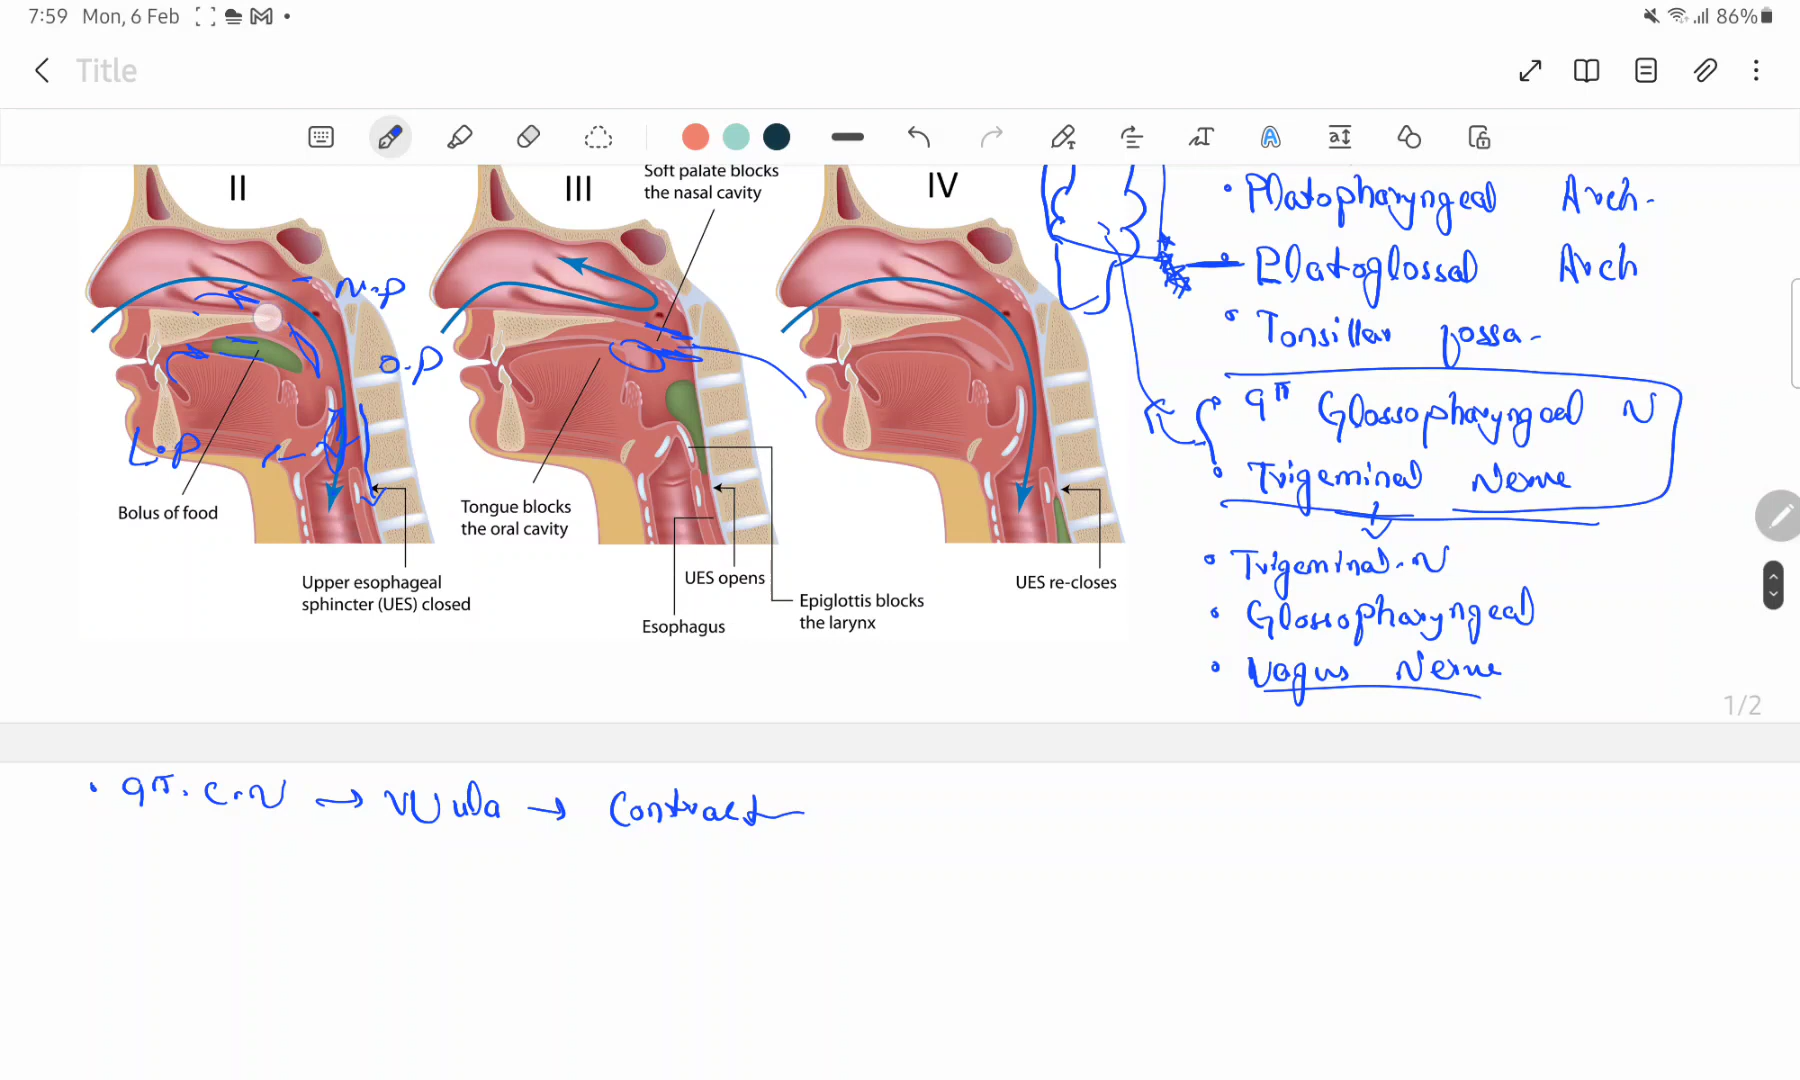 7:59 Mon, 6 Feb
86%
Title
II
III
Soft palate blocks
the nasal cavity
IV
N.P
O.P
L.P
L
Bolus of food
Upper esophageal
sphincter (UES) closed
Tongue blocks
the oral cavity
UES opens
Esophagus
Epiglottis blocks
the larynx
UES re-closes
• Platopharyngeal Arch.
• Platoglossal Arch
• Tonsillar fossa.
• 9th Glossopharyngeal N
• Trigeminal Nerve
• Trigeminal. N
• Glossopharyngeal
• Vagus Nerve
1/2
• 9th. C.N → Uvula → Contract